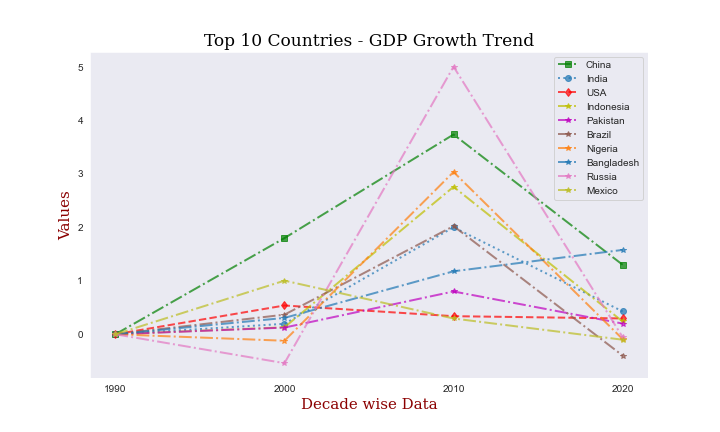 Top 10 Countries - GDP Growth Trend
5
4
3
2
1
0
Values
China
India
USA
Indonesia
Pakistan
Brazil
Nigeria
Bangladesh
Russia
Mexico
1990 2000 2010 2020
Decade wise Data